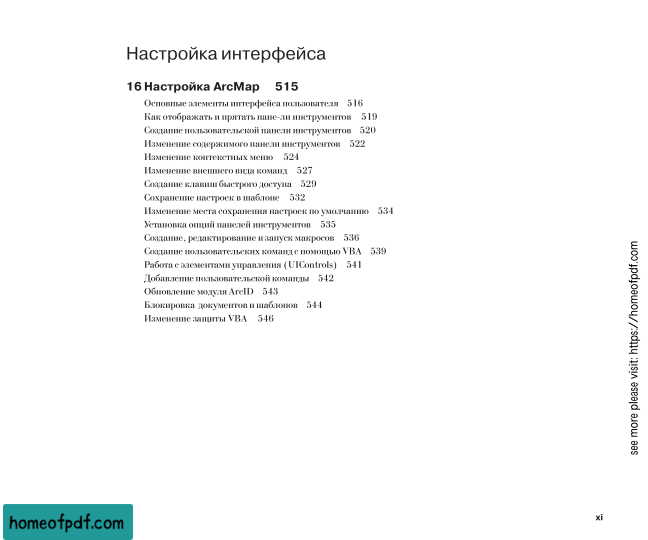 Настройка интерфейса
16 Настройка ArcMap 515
Основные элементы интерфейса пользователя 516
Как отображать и прятать пане-ли инструментов 519
Создание пользовательской панели инструментов 520
Изменение содержимого панели инструментов 522
Изменение контекстных меню 524
Изменение внешнего вида команд 527
Создание клавиш быстрого доступа 529
Сохранение настроек в шаблоне 532
Изменение места сохранения настроек по умолчанию 534
Установка опций панелей инструментов 535
Создание, редактирование и запуск макросов 536
Создание пользовательских команд с помощью VBA 539
Работа с элементами управления (UIControls) 541
Добавление пользовательской команды 542
Обновление модуля ArcID 543
Блокировка документов и шаблонов 544
Изменение защиты VBA 546
see more please visit: https://homeofpdf.com
xi
homeofpdf.com